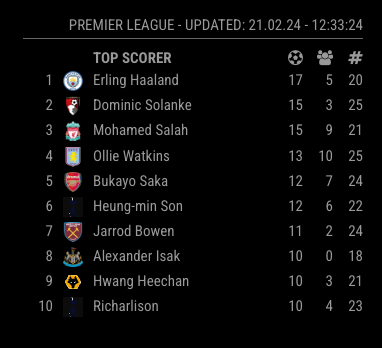 PREMIER LEAGUE - UPDATED: 21.02.24 - 12:33:24
TOP SCORER #
1 Erling Haaland 17 5 20
2 Dominic Solanke 15 3 25
3 Mohamed Salah 15 9 21
4 Ollie Watkins 13 10 25
5 Bukayo Saka 12 7 24
6 Heung-min Son 12 6 22
7 Jarrod Bowen 11 2 24
8 Alexander Isak 10 0 18
9 Hwang Heechan 10 3 21
10 Richarlison 10 4 23